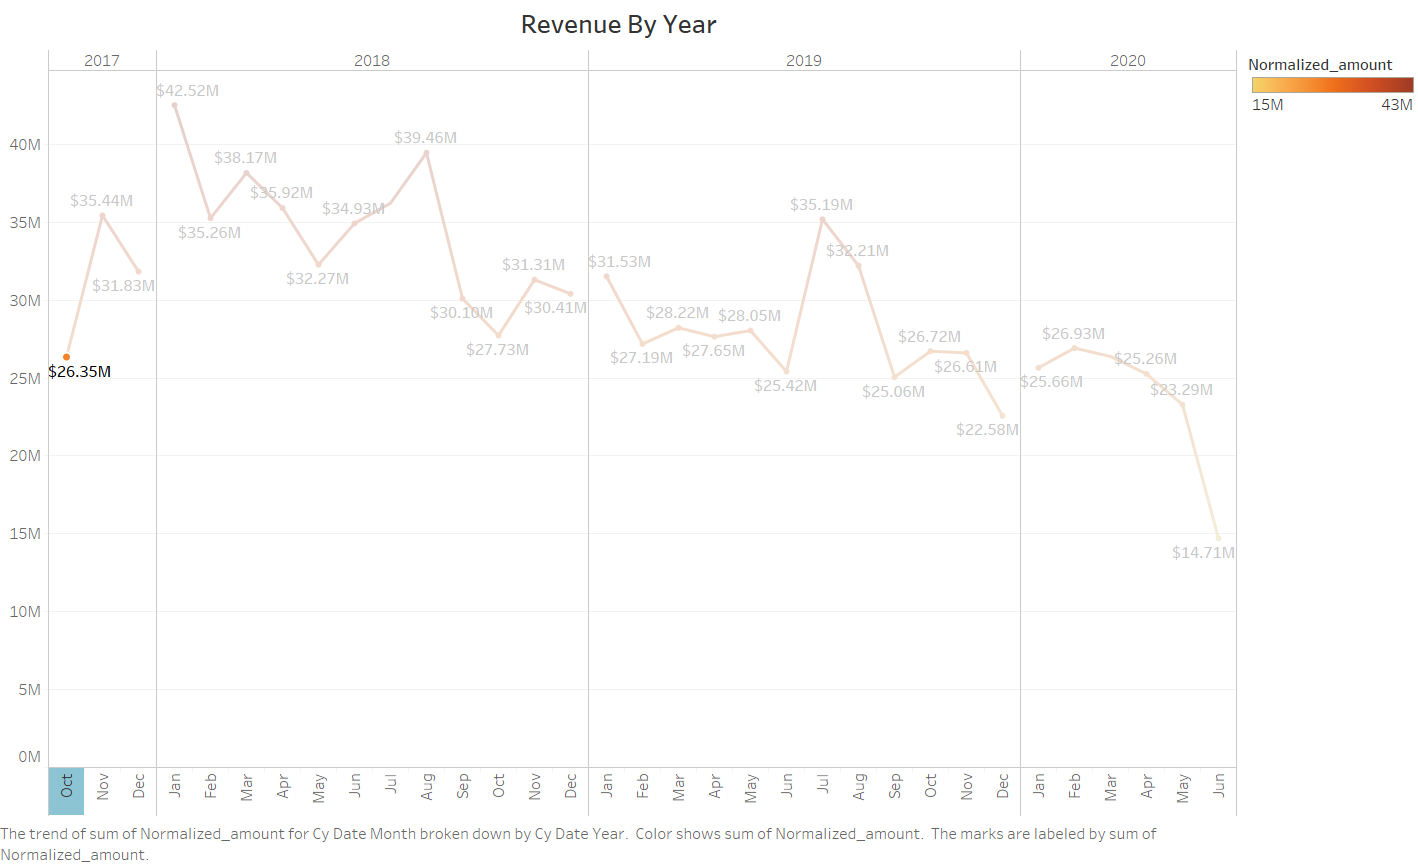 Revenue By Year
2017 2018 2019 2020
Normalized_amount
15M 43M
$42.52M
$39.46M
40M
$38.17M
$35.92M
$35.44M
$34.93M
$35.19M
35M
$35.26M
$32.21M
$31.31M
$31.53M
$32.27M
$31.83M
30M
$30.10M
$30.41M
$28.22M
$28.05M
$26.72M
$26.93M
$27.73M
$27.65M
$27.19M
$25.26M
$26.61M
$26.35M
25M
$25.42M
$25.66M
$25.06M
$23.29M
$22.58M
20M
15M
$14.71M
10M
5M
0M
Oct Nov Dec Jan Feb Mar Apr May Jun Jul Aug Sep Oct Nov Dec Jan Feb Mar Apr May Jun Jul Aug Sep Oct Nov Dec Jan Feb Mar Apr May Jun
The trend of sum of Normalized_amount for Cy Date Month broken down by Cy Date Year.  Color shows sum of Normalized_amount.  The marks are labeled by sum of
Normalized_amount.